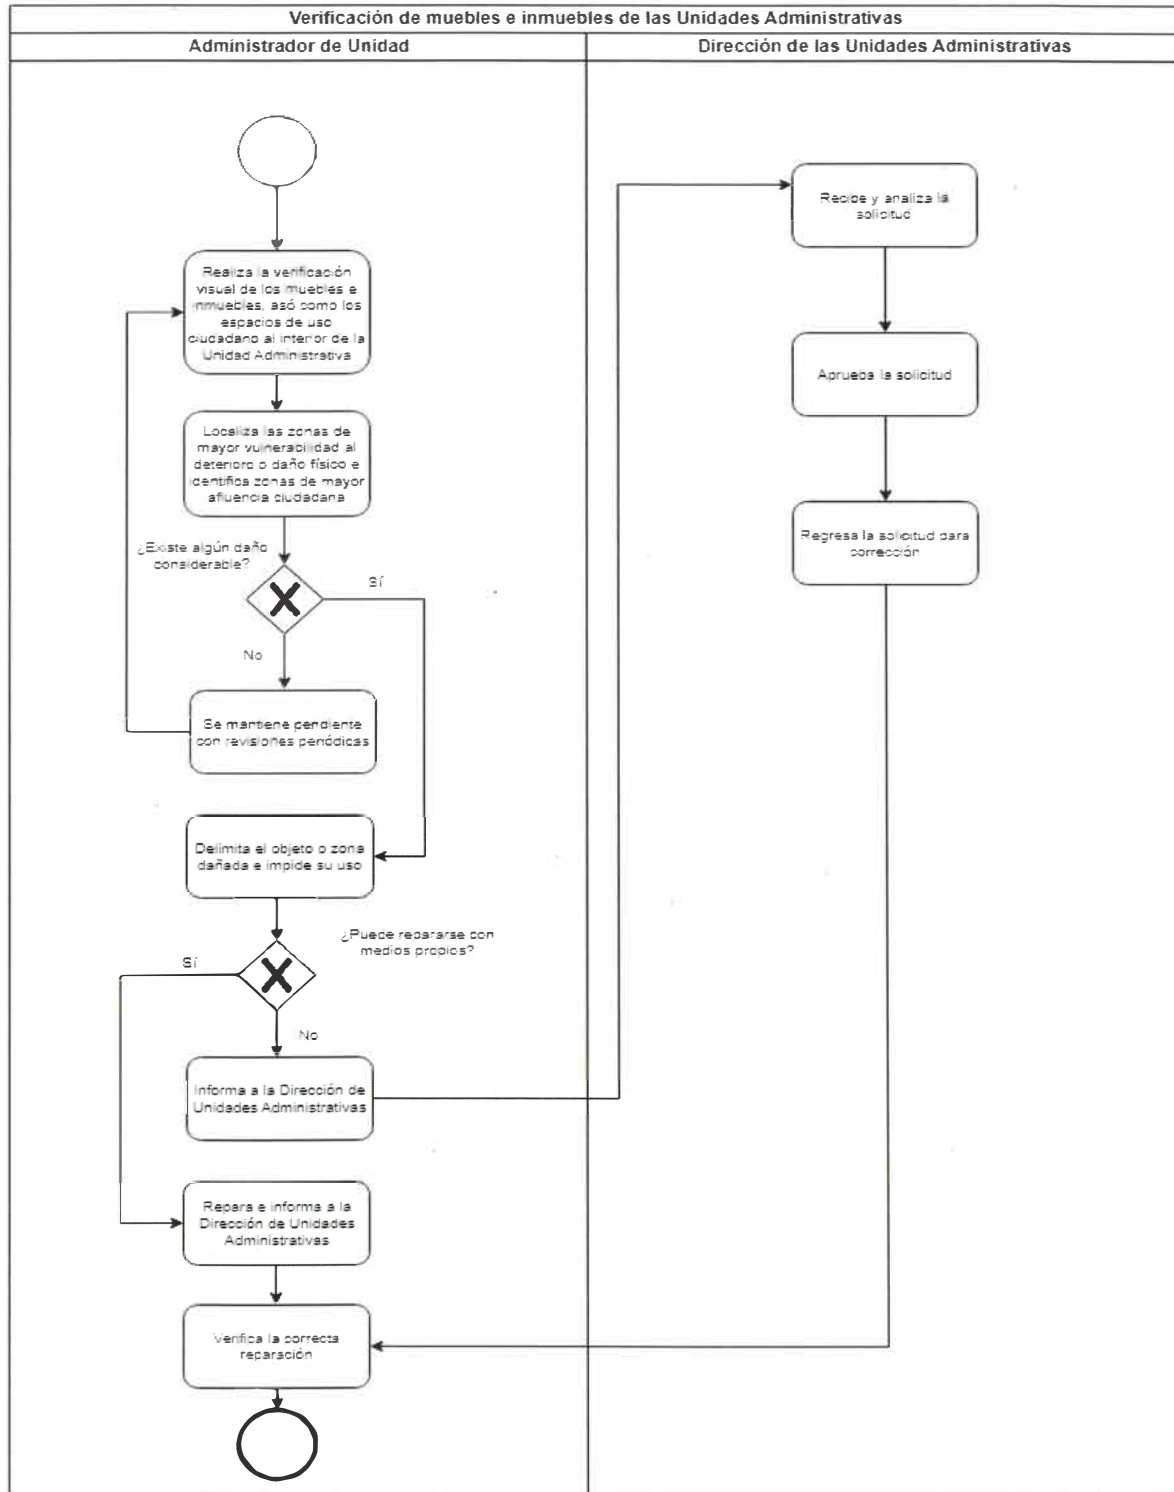 Verificación de muebles e inmuebles de las Unidades Administrativas
Administrador de Unidad
Dirección de las Unidades Administrativas
Realiza la verificación
visual de los muebles e
inmuebles, asó como los
espacios de uso
ciudadano al interior de la
Unidad Administrativa
Localiza las zonas de
mayor vulnerabilidad al
deterioro o daño físico e
identifica zonas de mayor
afluencia ciudadana
¿Existe algún daño
considerable?
Sí
No
Se mantiene pendiente
con revisiones periódicas
Delimita el objeto o zona
dañada e impide su uso
¿Puede repararse con
medios propios?
Sí
No
Informa a la Dirección de
Unidades Administrativas
Repara e informa a la
Dirección de Unidades
Administrativas
Verifica la correcta
reparación
Recibe y analiza la
solicitud
Aprueba la solicitud
Regresa la solicitud para
corrección